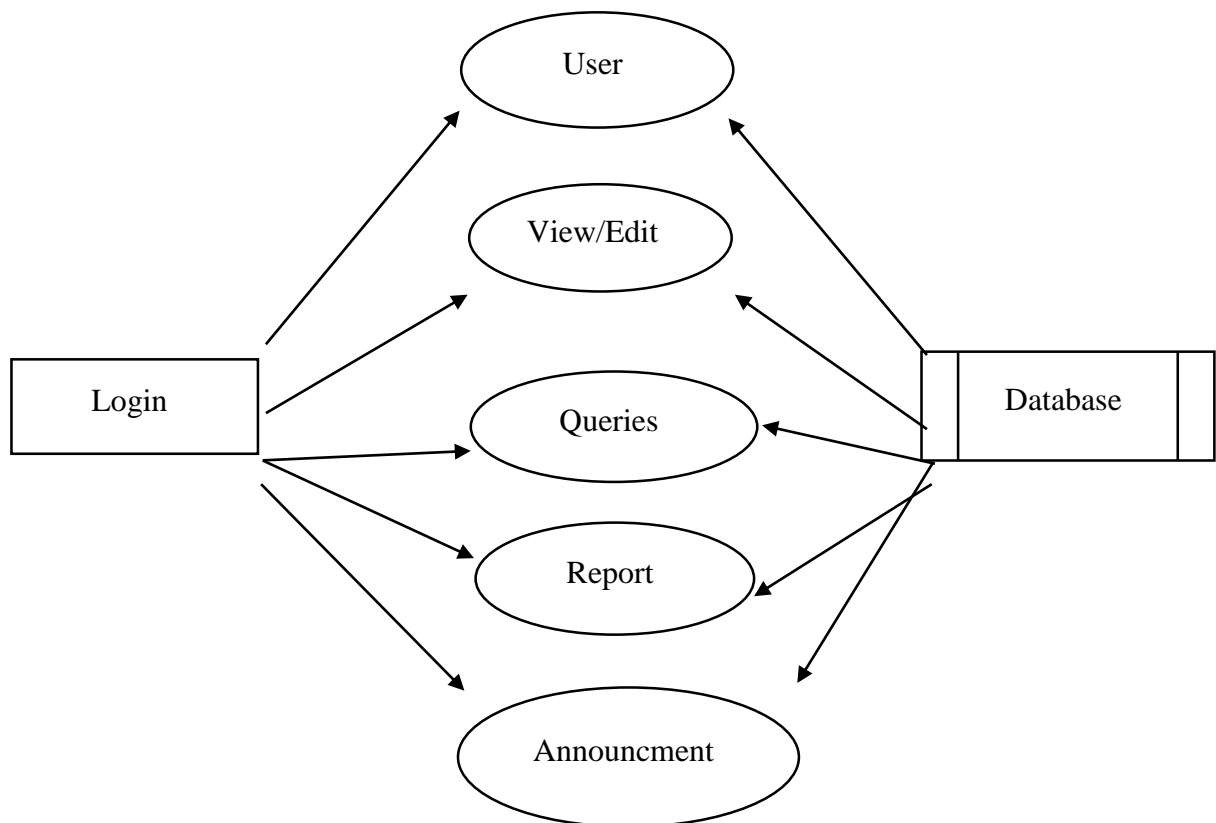 User
View/Edit
Login
Database
Queries
Report
Announcment